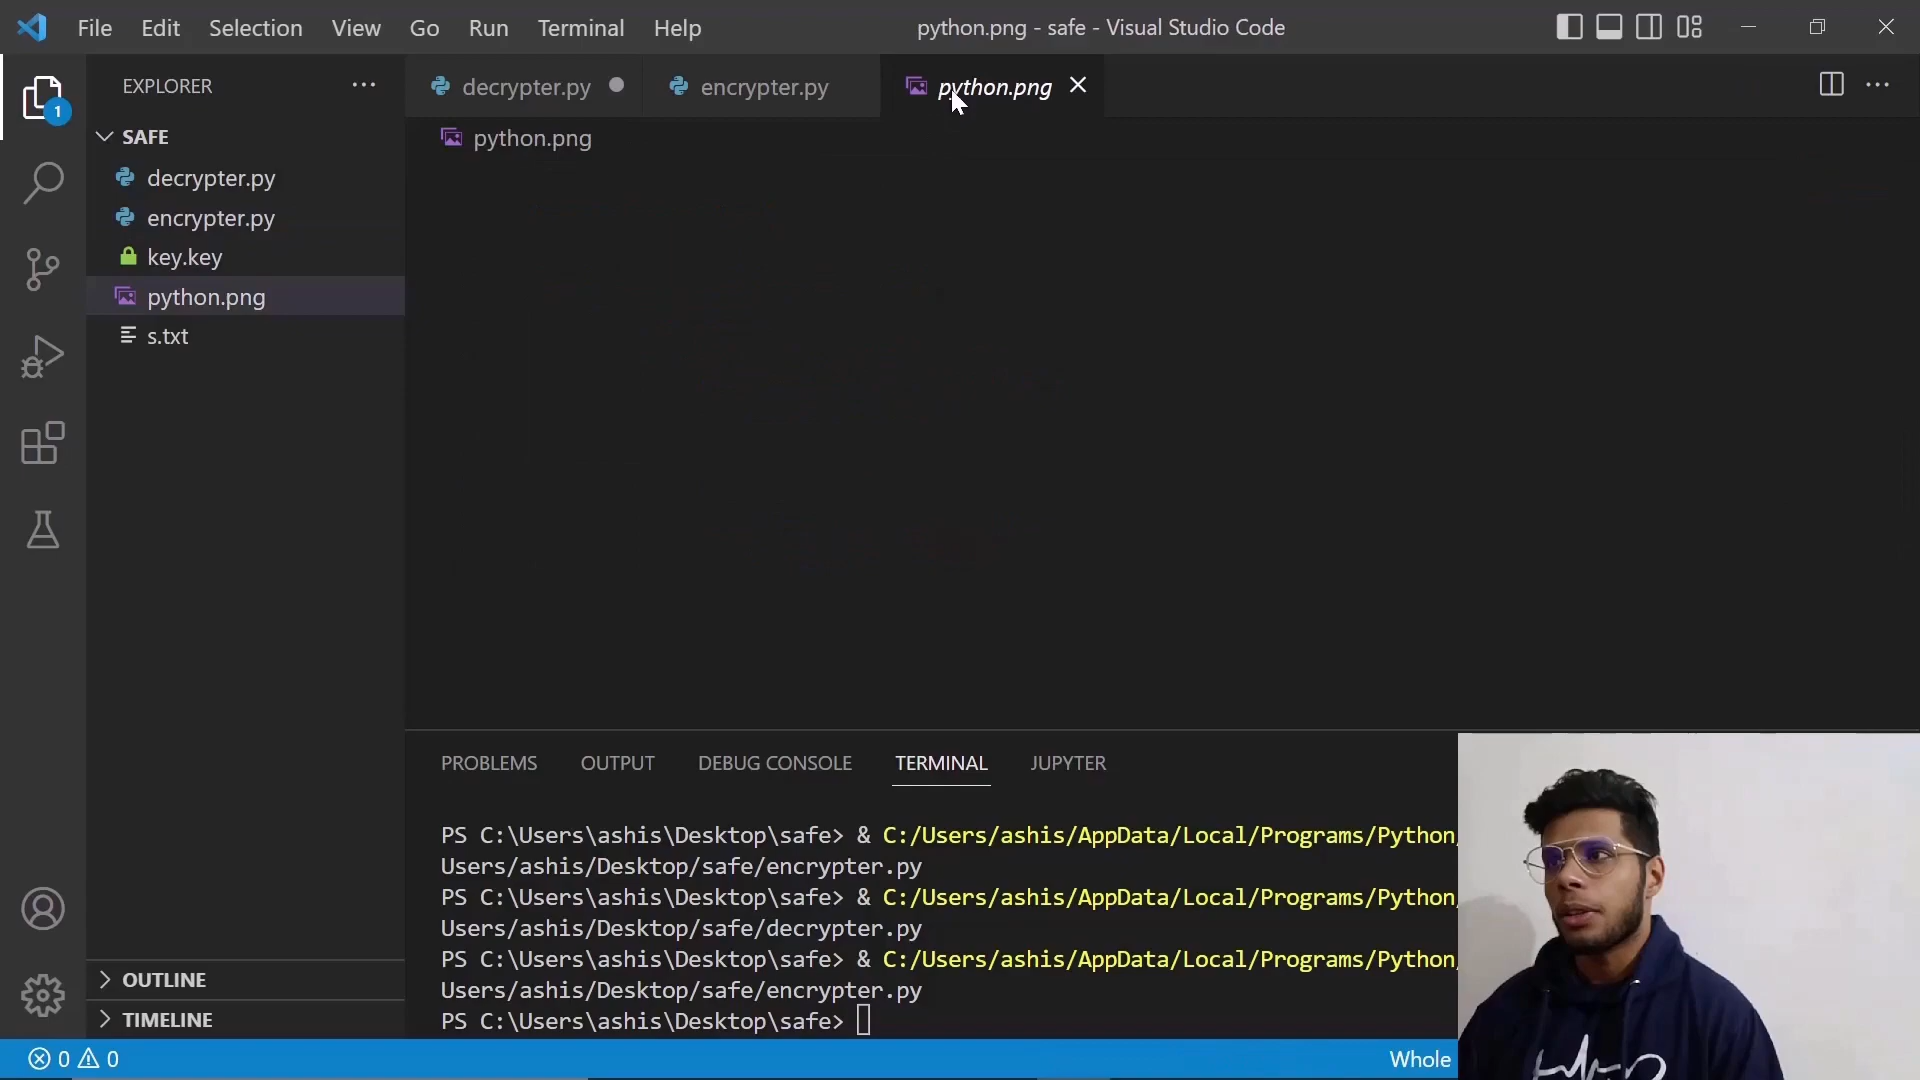 File Edit Selection View Go Run Terminal Help
python.png - safe - Visual Studio Code
EXPLORER
decrypter.py
encrypter.py
python.png
1
SAFE
python.png
decrypter.py
encrypter.py
key.key
python.png
s.txt
PROBLEMS OUTPUT DEBUG CONSOLE TERMINAL JUPYTER
PS C:\Users\ashis\Desktop\safe> & C:/Users/ashis/AppData/Local/Programs/Python/
Users/ashis/Desktop/safe/encrypter.py
PS C:\Users\ashis\Desktop\safe> & C:/Users/ashis/AppData/Local/Programs/Python/
Users/ashis/Desktop/safe/decrypter.py
PS C:\Users\ashis\Desktop\safe> & C:/Users/ashis/AppData/Local/Programs/Python/
Users/ashis/Desktop/safe/encrypter.py
PS C:\Users\ashis\Desktop\safe>
OUTLINE
TIMELINE
0 0
Whole